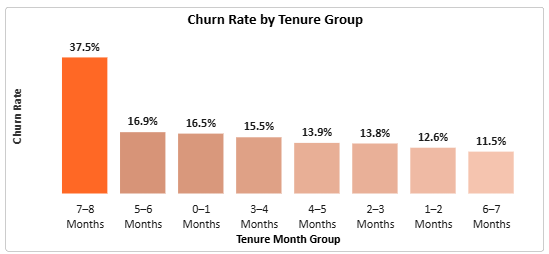 Churn Rate by Tenure Group
37.5%
16.9%
16.5%
15.5%
13.9%
13.8%
12.6%
11.5%
Churn Rate
7–8 Months
5–6 Months
0–1 Months
3–4 Months
4–5 Months
2–3 Months
1–2 Months
6–7 Months
Tenure Month Group